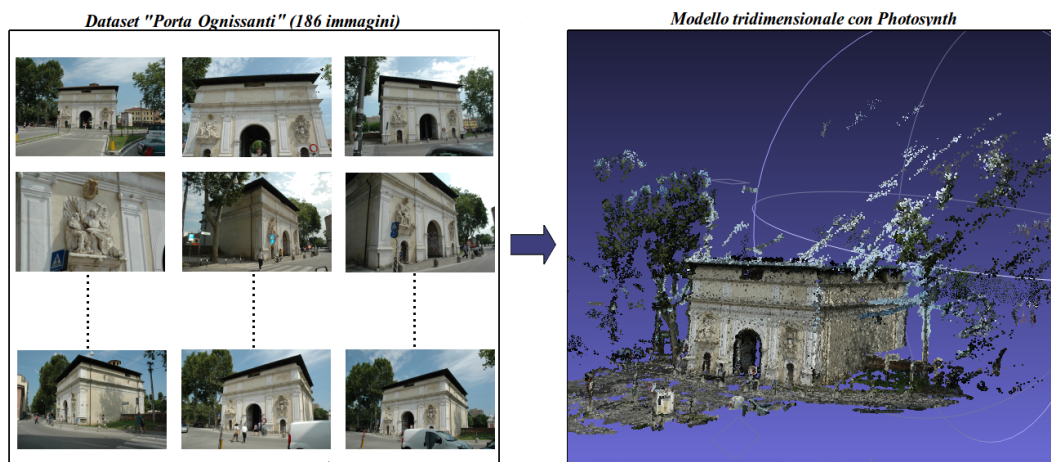 Dataset "Porta Ognissanti" (186 immagini)
Modello tridimensionale con Photosynth